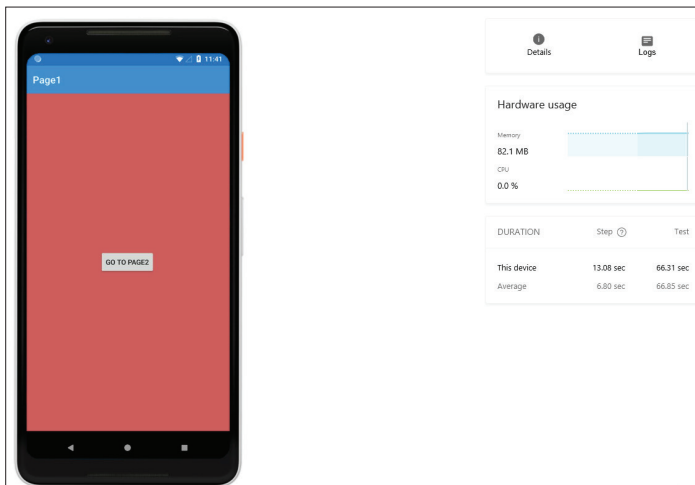 11:41
Page1
GO TO PAGE2
Details
Logs
Hardware usage
Memory
82.1 MB
CPU
0.0 %
DURATION Step ? Test
This device 13.08 sec 66.31 sec
Average 6.80 sec 66.85 sec